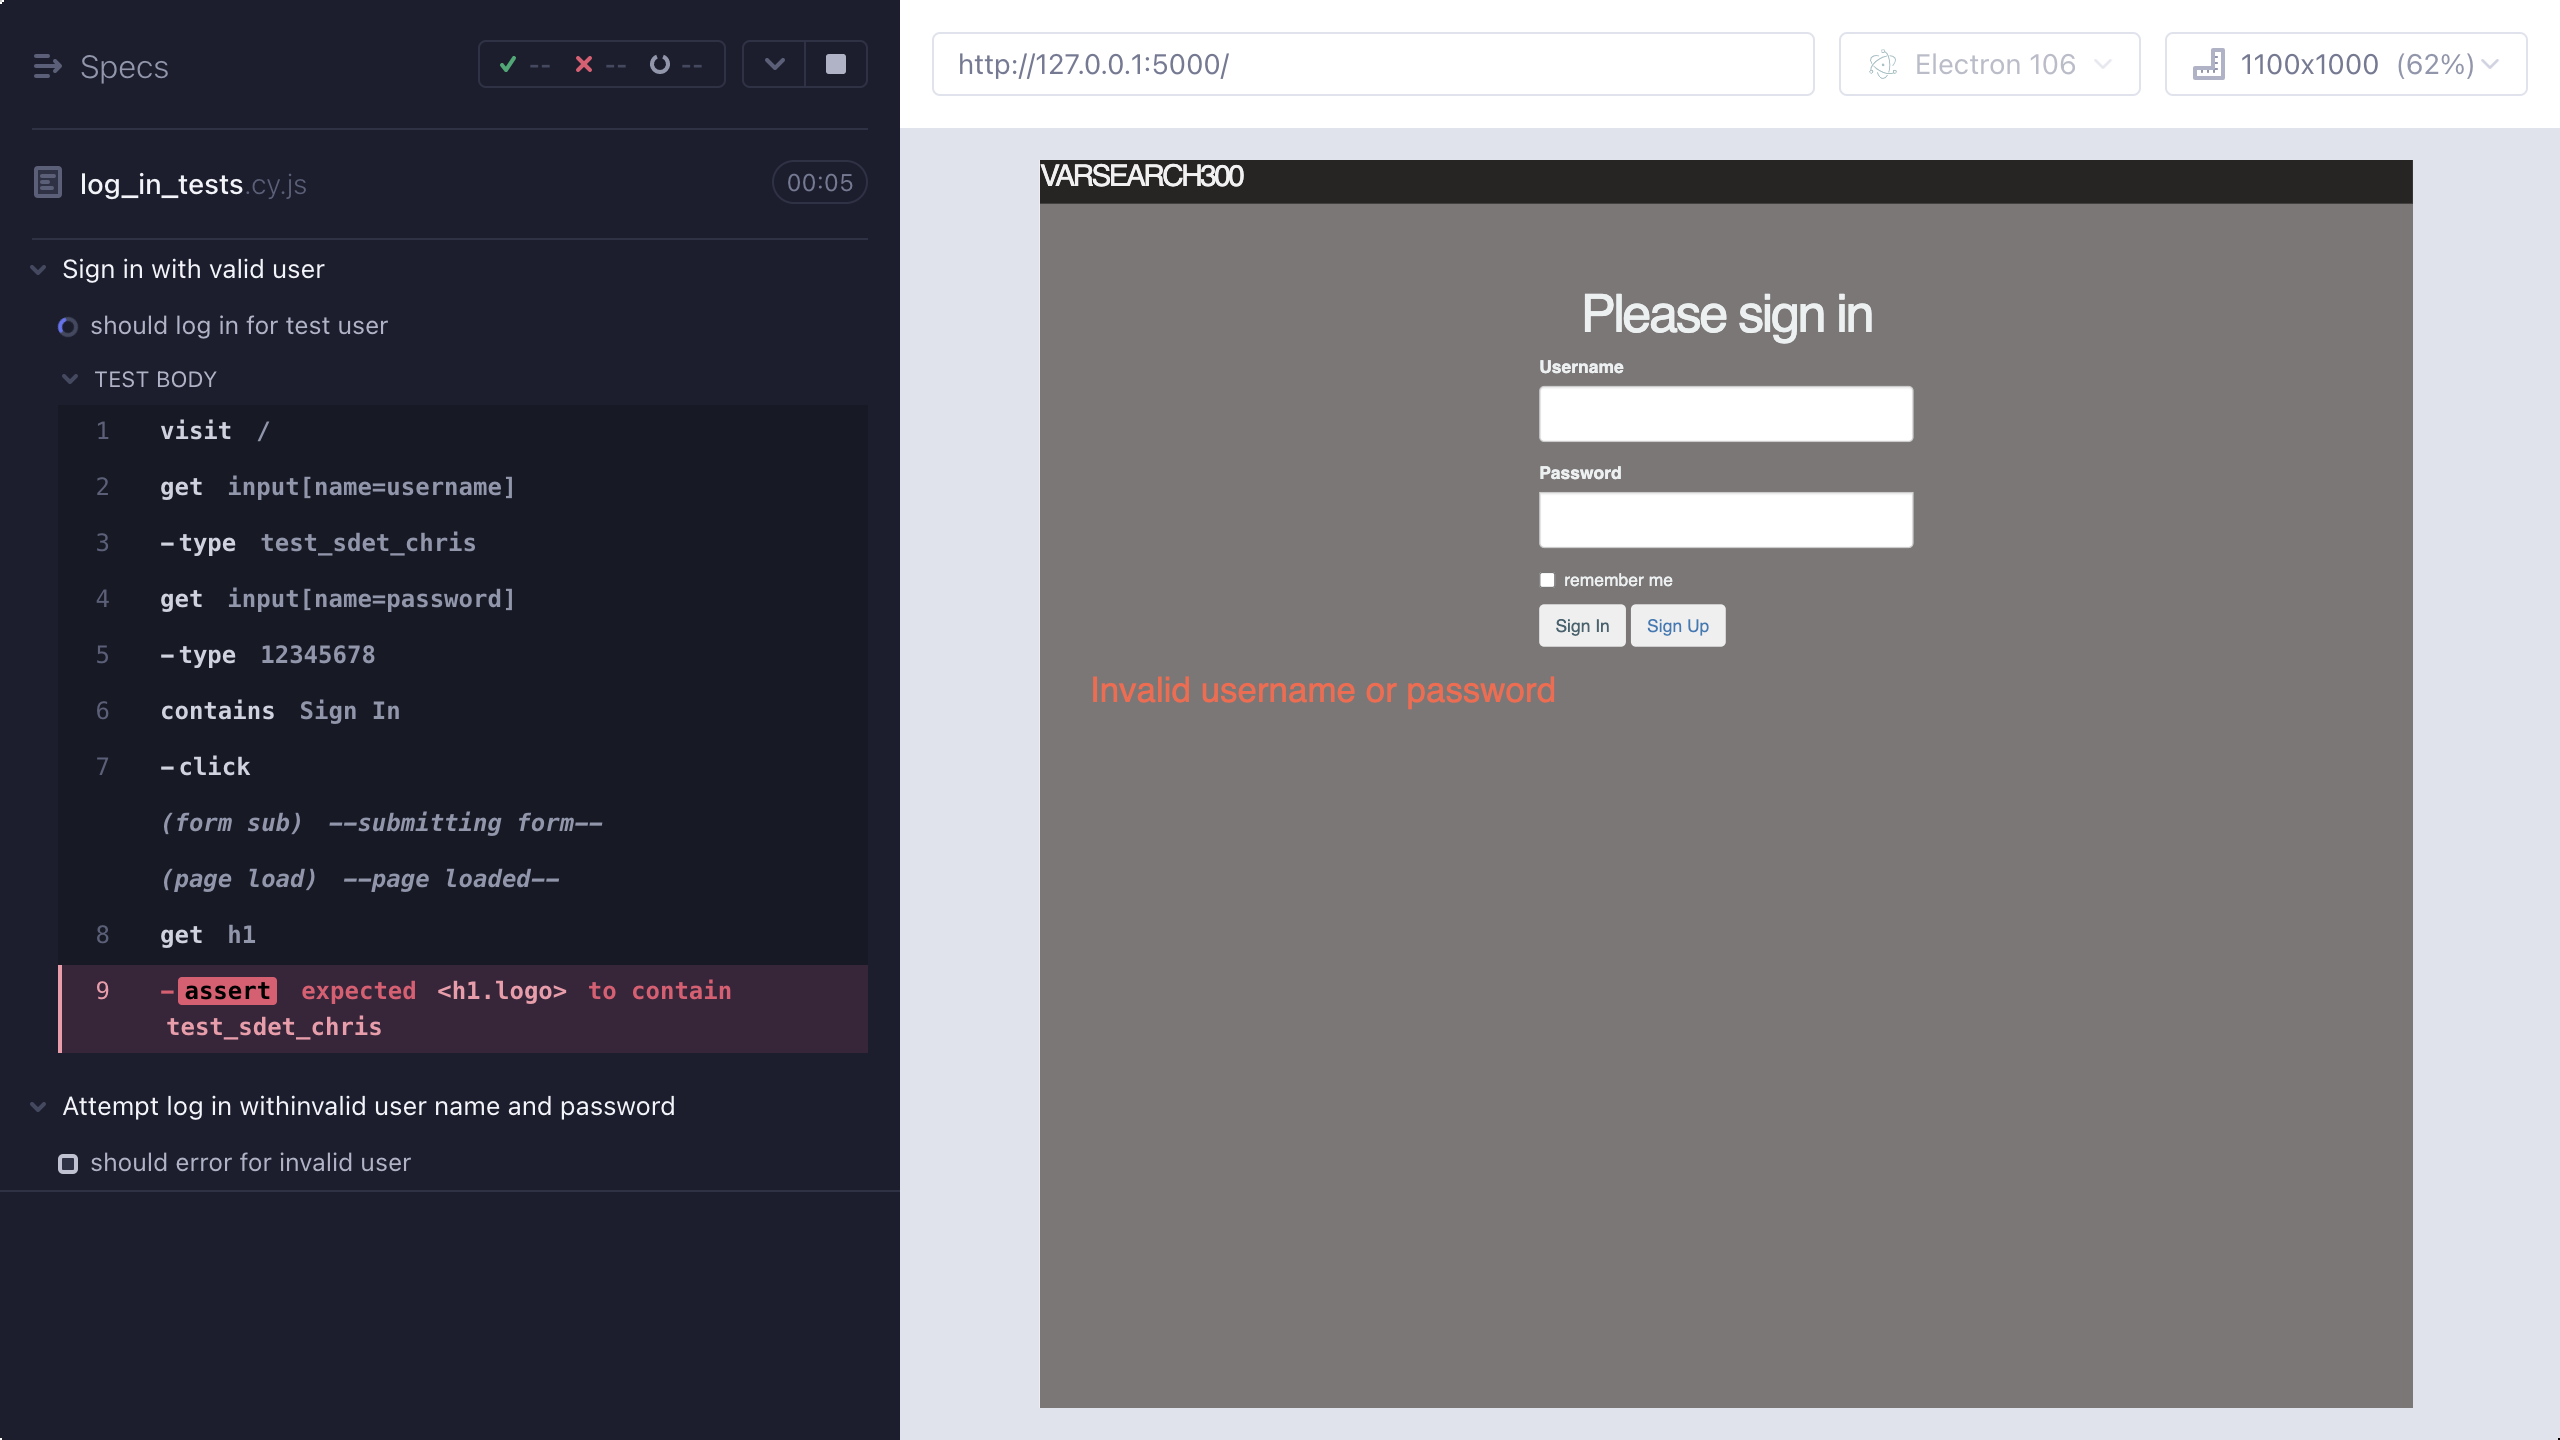 Specs
-- -- --
log_in_tests.cy.js 00:05
Sign in with valid user
should log in for test user
TEST BODY
1 visit /
2 get input[name=username]
3 -type test_sdet_chris
4 get input[name=password]
5 -type 12345678
6 contains Sign In
7 -click
(form sub) --submitting form--
(page load) --page loaded--
8 get h1
9 -assert expected <h1.logo> to contain
test_sdet_chris
Attempt log in withinvalid user name and password
should error for invalid user
http://127.0.0.1:5000/
Electron 106
1100x1000 (62%)
VARSEARCH300
Please sign in
Username
Password
remember me
Sign In Sign Up
Invalid username or password